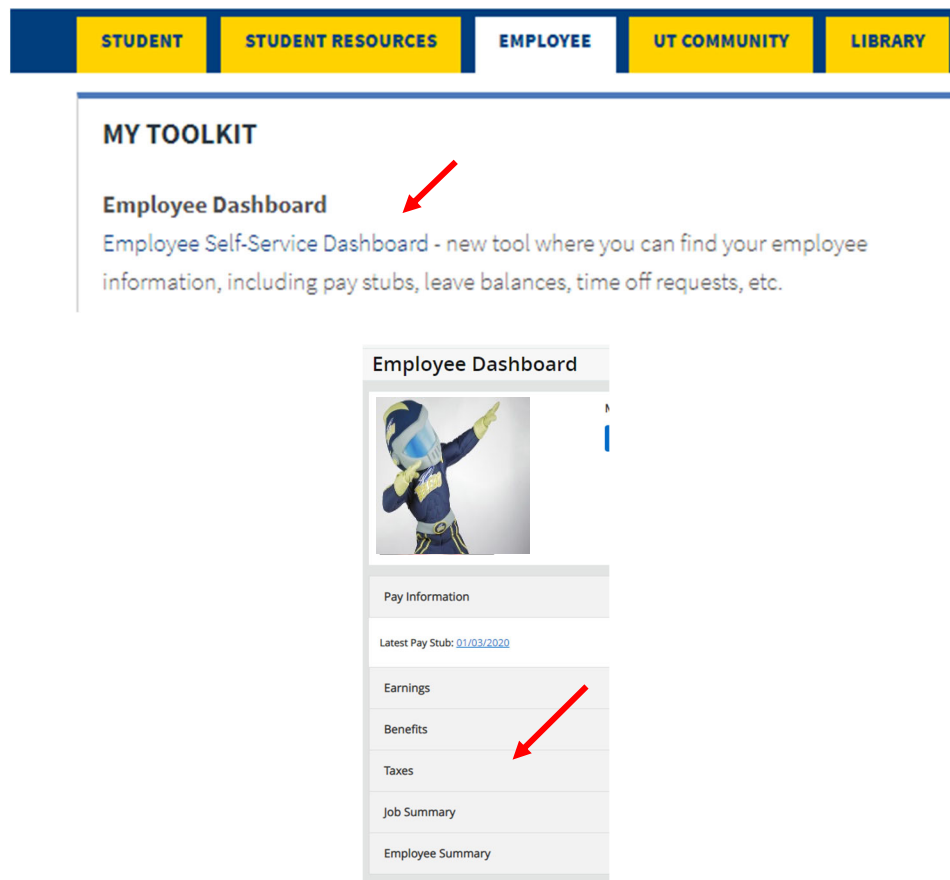 STUDENT
STUDENT RESOURCES
EMPLOYEE
UT COMMUNITY
LIBRARY
MY TOOLKIT
Employee Dashboard
Employee Self-Service Dashboard - new tool where you can find your employee
information, including pay stubs, leave balances, time off requests, etc.
Employee Dashboard
Pay Information
Latest Pay Stub: 01/03/2020
Earnings
Benefits
Taxes
Job Summary
Employee Summary